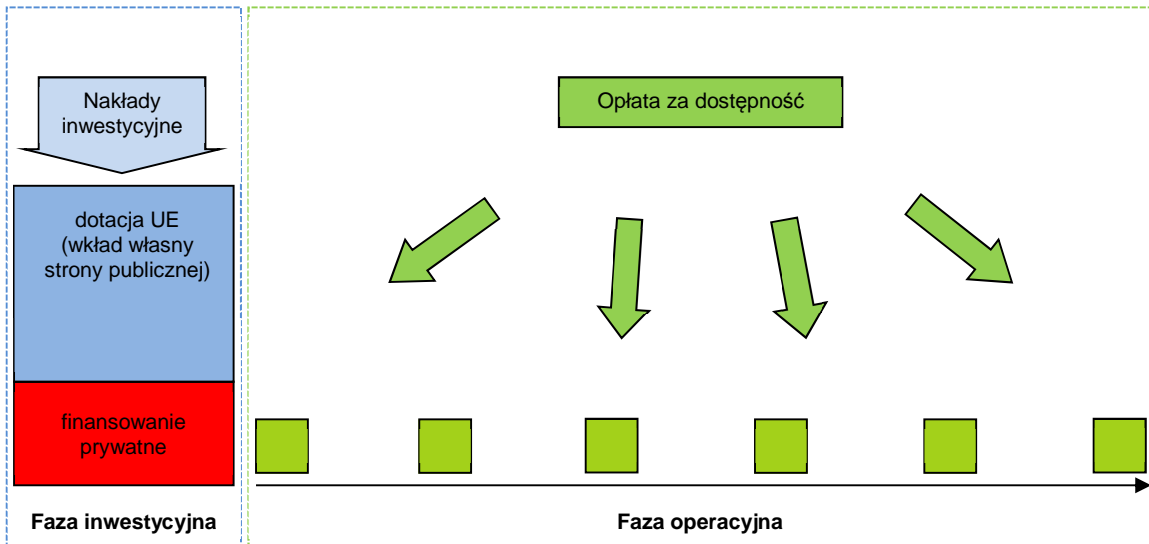 Nakłady
inwestycyjne
Opłata za dostępność
dotacja UE
(wkład własny
strony publicznej)
finansowanie
prywatne
Faza inwestycyjna
Faza operacyjna